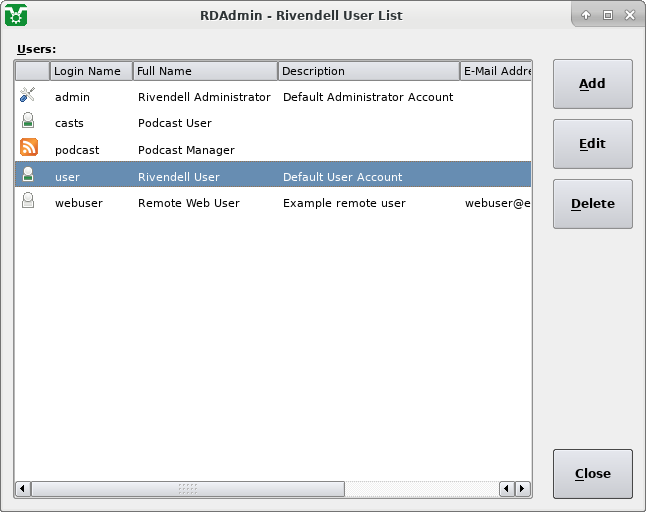 RDAdmin - Rivendell User List
Users:
Login Name Full Name Description E-Mail Addre
admin Rivendell Administrator Default Administrator Account
casts Podcast User
podcast Podcast Manager
user Rivendell User Default User Account
webuser Remote Web User Example remote user webuser@e
Add
Edit
Delete
Close